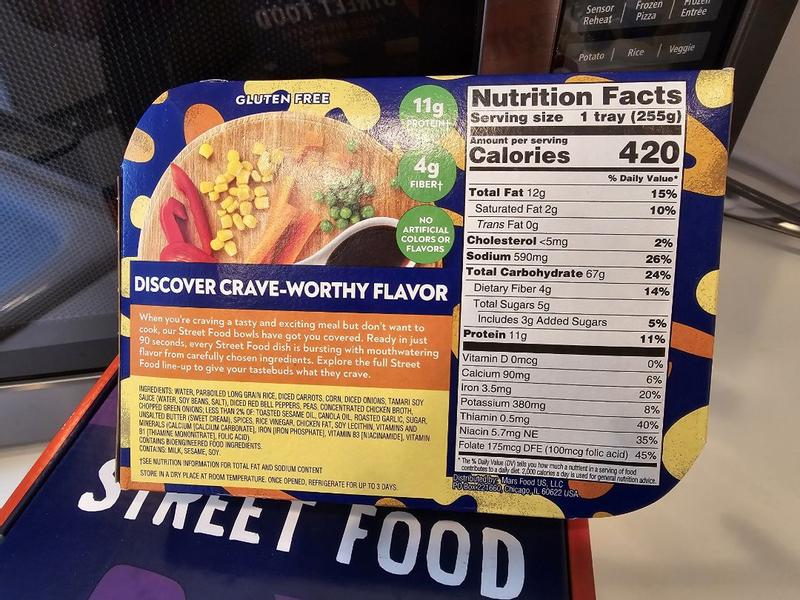 STREET FOOD
Sensor Reheat
Frozen Pizza
Frozen Entrée
Potato
Rice
Veggie
GLUTEN FREE
11g
PROTEIN†
4g
FIBER†
NO
ARTIFICIAL
COLORS OR
FLAVORS
DISCOVER CRAVE-WORTHY FLAVOR
When you're craving a tasty and exciting meal but don't want to
cook, our Street Food bowls have got you covered. Ready in just
90 seconds, every Street Food dish is bursting with mouthwatering
flavor from carefully chosen ingredients. Explore the full Street
Food line-up to give your tastebuds what they crave.
INGREDIENTS: WATER, PARBOILED LONG GRAIN RICE, DICED CARROTS, CORN, DICED ONIONS, TAMARI SOY
SAUCE (WATER, SOY BEANS, SALT), DICED RED BELL PEPPERS, PEAS, CONCENTRATED CHICKEN BROTH,
CHOPPED GREEN ONIONS; LESS THAN 2% OF: TOASTED SESAME OIL, CANOLA OIL, ROASTED GARLIC, SUGAR,
UNSALTED BUTTER (SWEET CREAM), SPICES, RICE VINEGAR, CHICKEN FAT, SOY LECITHIN, VITAMINS AND
MINERALS (CALCIUM [CALCIUM CARBONATE], IRON [IRON PHOSPHATE], VITAMIN B3 [NIACINAMIDE], VITAMIN
B1 [THIAMINE MONONITRATE], FOLIC ACID).
CONTAINS BIOENGINEERED FOOD INGREDIENTS.
CONTAINS: MILK, SESAME, SOY.
†SEE NUTRITION INFORMATION FOR TOTAL FAT AND SODIUM CONTENT
STORE IN A DRY PLACE AT ROOM TEMPERATURE. ONCE OPENED, REFRIGERATE FOR UP TO 3 DAYS.
Nutrition Facts
Serving size 1 tray (255g)
Amount per serving
Calories 420
% Daily Value*
Total Fat 12g 15%
Saturated Fat 2g 10%
Trans Fat 0g
Cholesterol <5mg 2%
Sodium 590mg 26%
Total Carbohydrate 67g 24%
Dietary Fiber 4g 14%
Total Sugars 5g
Includes 3g Added Sugars 5%
Protein 11g 11%
Vitamin D 0mcg 0%
Calcium 90mg 6%
Iron 3.5mg 20%
Potassium 380mg 8%
Thiamin 0.5mg 40%
Niacin 5.7mg NE 35%
Folate 175mcg DFE (100mcg folic acid) 45%
* The % Daily Value (DV) tells you how much a nutrient in a serving of food
contributes to a daily diet. 2,000 calories a day is used for general nutrition advice.
Distributed by Mars Food US, LLC
Chicago, IL 60622 USA
STREET FOOD